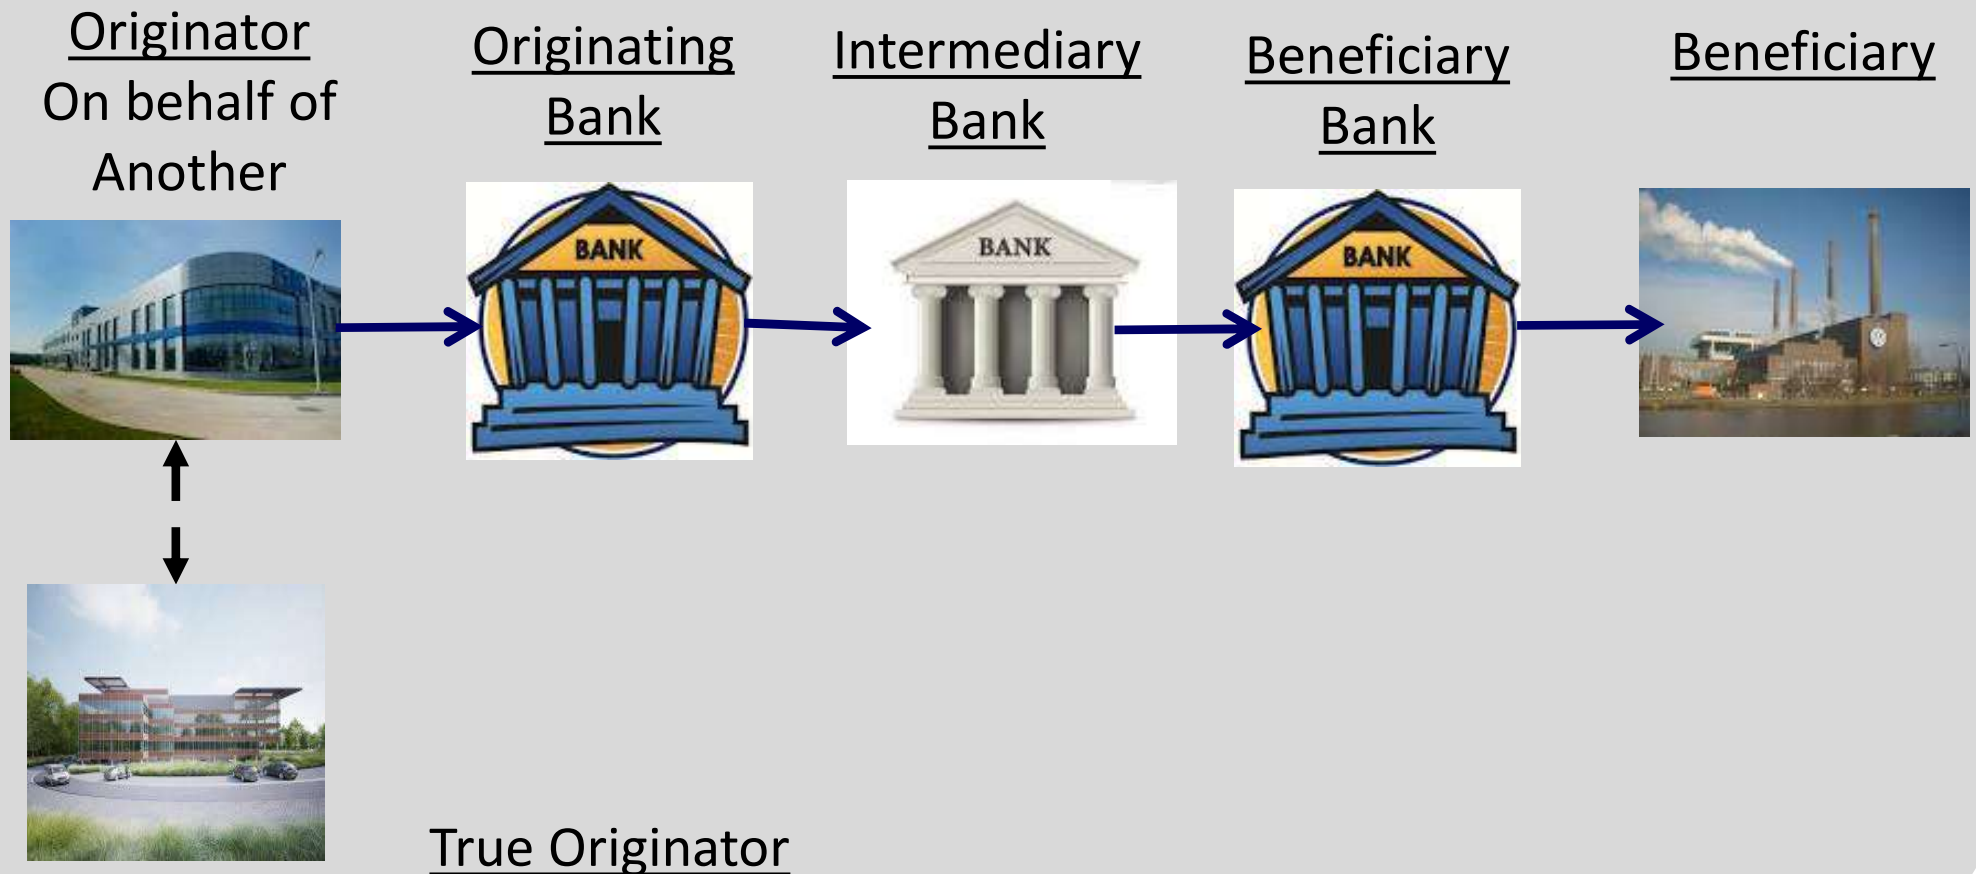 Originator
On behalf of
Another
Originating
Bank
Intermediary
Bank
Beneficiary
Bank
Beneficiary
BANK
BANK
BANK
True Originator